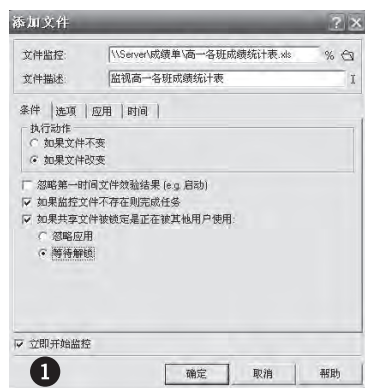 添加文件
文件监控: \\Server\成绩单\高一各班成绩统计表.xls %
文件描述: 监视高一各班成绩统计表 I
条件 选项 应用 时间
执行动作
如果文件不变
如果文件改变
忽略第一时间文件效验结果(e.g.启动)
如果监控文件不存在则完成任务
如果共享文件被锁定是正在被其他用户使用:
忽略应用
等待解锁
立即开始监控
1 确定 取消 帮助